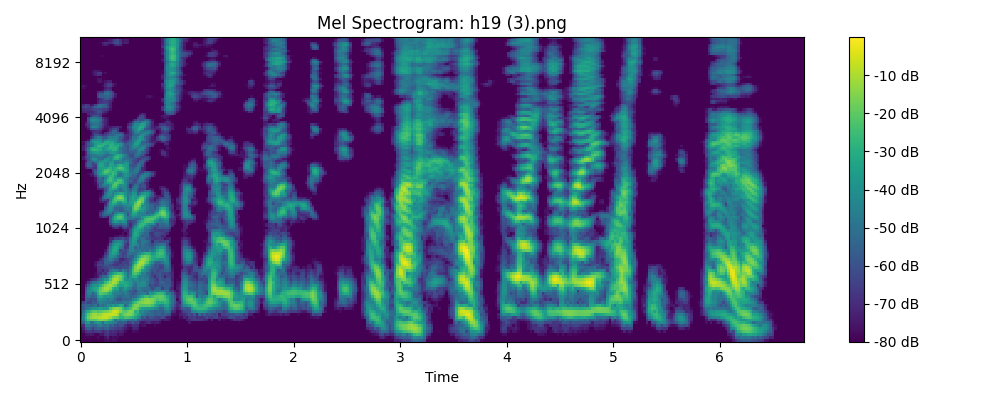 Mel Spectrogram: h19 (3).png
Hz
8192
4096
2048
1024
512
0
0 1 2 3 4 5 6
Time
-10 dB
-20 dB
-30 dB
-40 dB
-50 dB
-60 dB
-70 dB
-80 dB